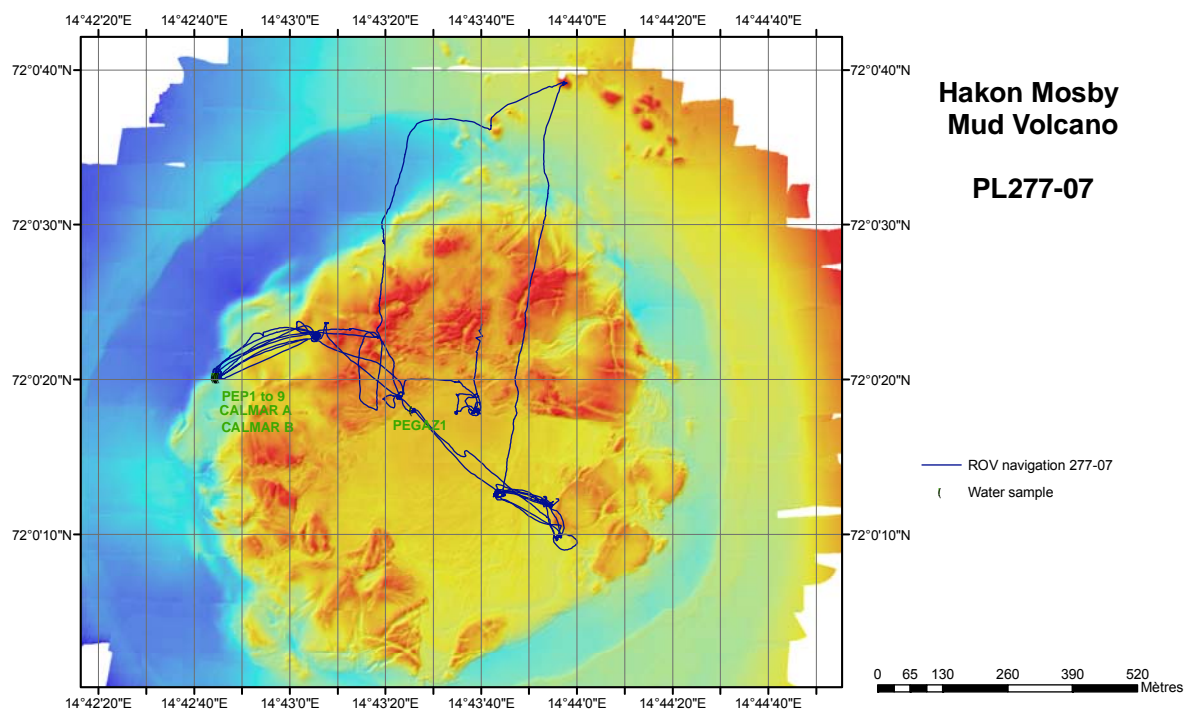 14°42'20"E 14°42'40"E 14°43'0"E 14°43'20"E 14°43'40"E 14°44'0"E 14°44'20"E 14°44'40"E
72°0'40"N 72°0'40"N
Hakon Mosby
Mud Volcano
PL277-07
72°0'30"N 72°0'30"N
72°0'20"N 72°0'20"N
PEP1 to 9
CALMAR A
CALMAR B
PEGAZ1
ROV navigation 277-07
Water sample
72°0'10"N 72°0'10"N
0 65 130 260 390 520
Mètres
14°42'20"E 14°42'40"E 14°43'0"E 14°43'20"E 14°43'40"E 14°44'0"E 14°44'20"E 14°44'40"E